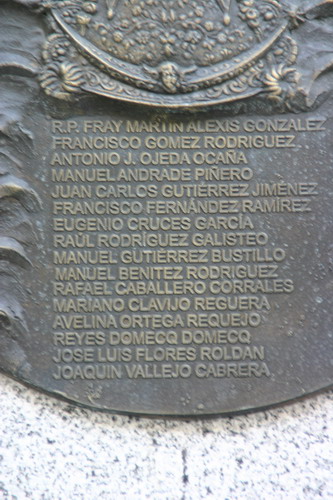 R.P. FRAY MARTÍN ALEXIS GONZALEZ
FRANCISCO GOMEZ RODRIGUEZ
ANTONIO J. OJEDA OCAÑA
MANUEL ANDRADE PIÑERO
JUAN CARLOS GUTIÉRREZ JIMÉNEZ
FRANCISCO FERNÁNDEZ RAMÍREZ
EUGENIO CRUCES GARCÍA
RAÚL RODRÍGUEZ GALISTEO
MANUEL GUTIÉRREZ BUSTILLO
MANUEL BENITEZ RODRIGUEZ
RAFAEL CABALLERO CORRALES
MARIANO CLAVIJO REGUERA
AVELINA ORTEGA REQUEJO
REYES DOMECQ DOMECQ
JOSE LUIS FLORES ROLDAN
JOAQUIN VALLEJO CABRERA